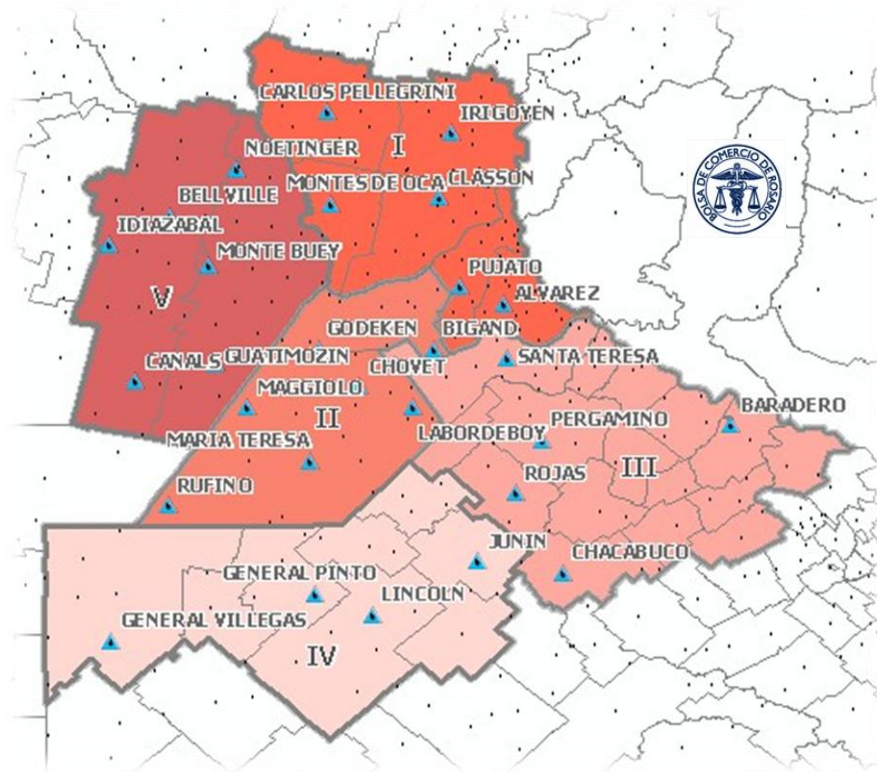 CARLOS PELLEGRINI
IRIGOYEN
NOETINGER
I
BELLVILLE
MONTES DE OCA
CLASSON
IDIAZABAL
MONTE BUEY
BOLSA DE COMERCIO DE ROSARIO
V
PUJATO
ALVAREZ
GODEKEN
BIGAND
CANALS
GUATIMOZIN
CHOVET
SANTA TERESA
MAGGIOLO
II
BARADERO
MARIA TERESA
LABORDEBOY
PERGAMINO
RUFINO
ROJAS
III
JUNIN
CHACABUCO
GENERAL PINTO
LINCOLN
GENERAL VILLEGAS
IV